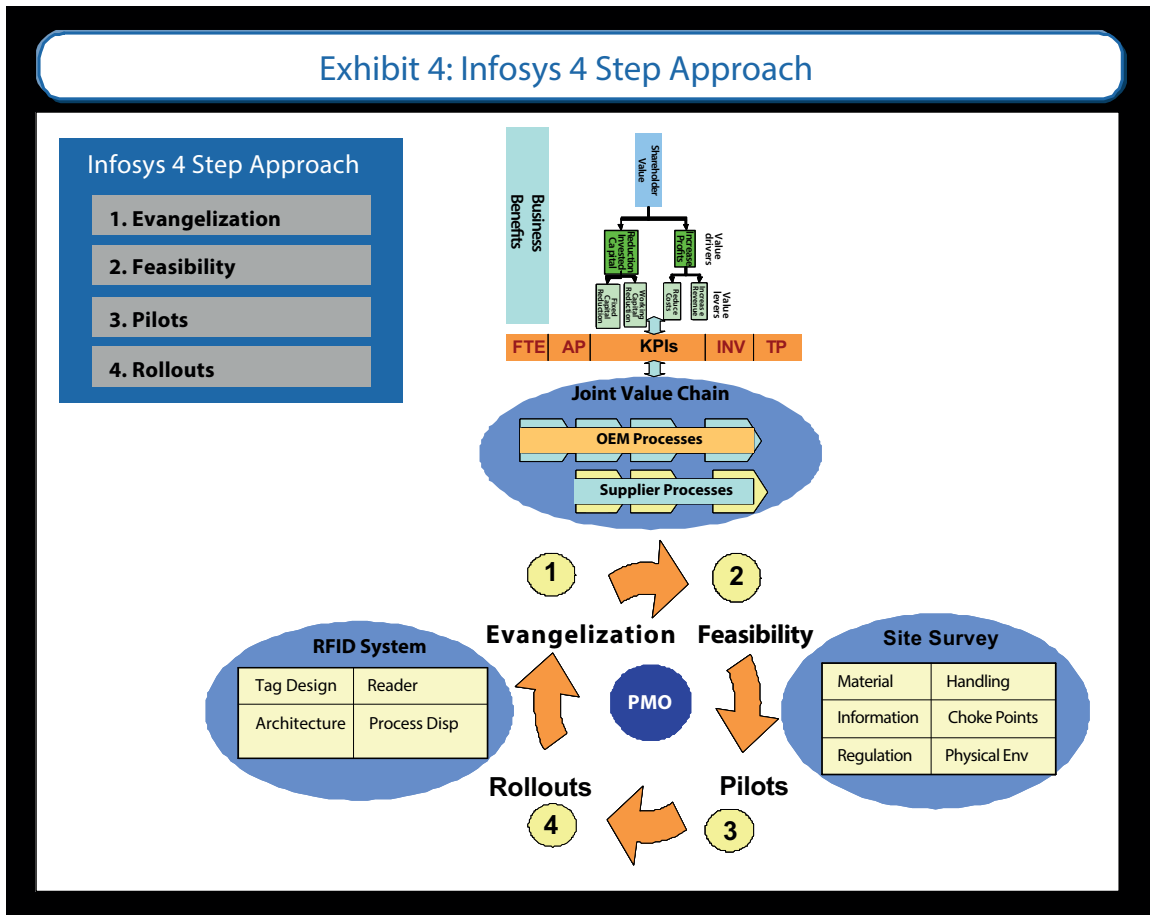 Exhibit 4: Infosys 4 Step Approach
Infosys 4 Step Approach
1. Evangelization
2. Feasibility
3. Pilots
4. Rollouts
Business
Benefits
Shareholder
Value
Reduction
Invested-
Capital
Increase
Profits
Value
drivers
Fixed
Capital
Reduction
Working
Capital
Reduction
Reduce
Costs
Increase
Revenue
Value
levers
FTE AP KPIs INV TP
Joint Value Chain
OEM Processes
Supplier Processes
1
2
Evangelization
Feasibility
RFID System
Tag Design Reader
Architecture Process Disp
PMO
Site Survey
Material Handling
Information Choke Points
Regulation Physical Env
Rollouts
Pilots
4
3